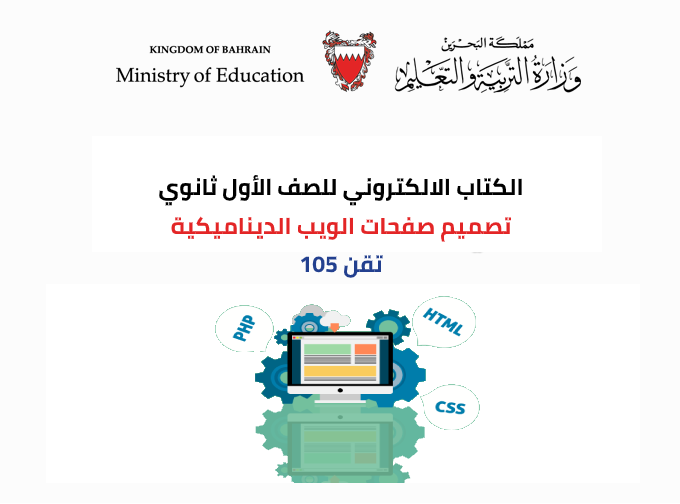 KINGDOM OF BAHRAIN
Ministry of Education
مملكة البحرين
وزارة التربية والتعليم
الكتاب الالكتروني للصف الأول ثانوي
تصميم صفحات الويب الديناميكية
تقن 105
PHP
HTML
CSS